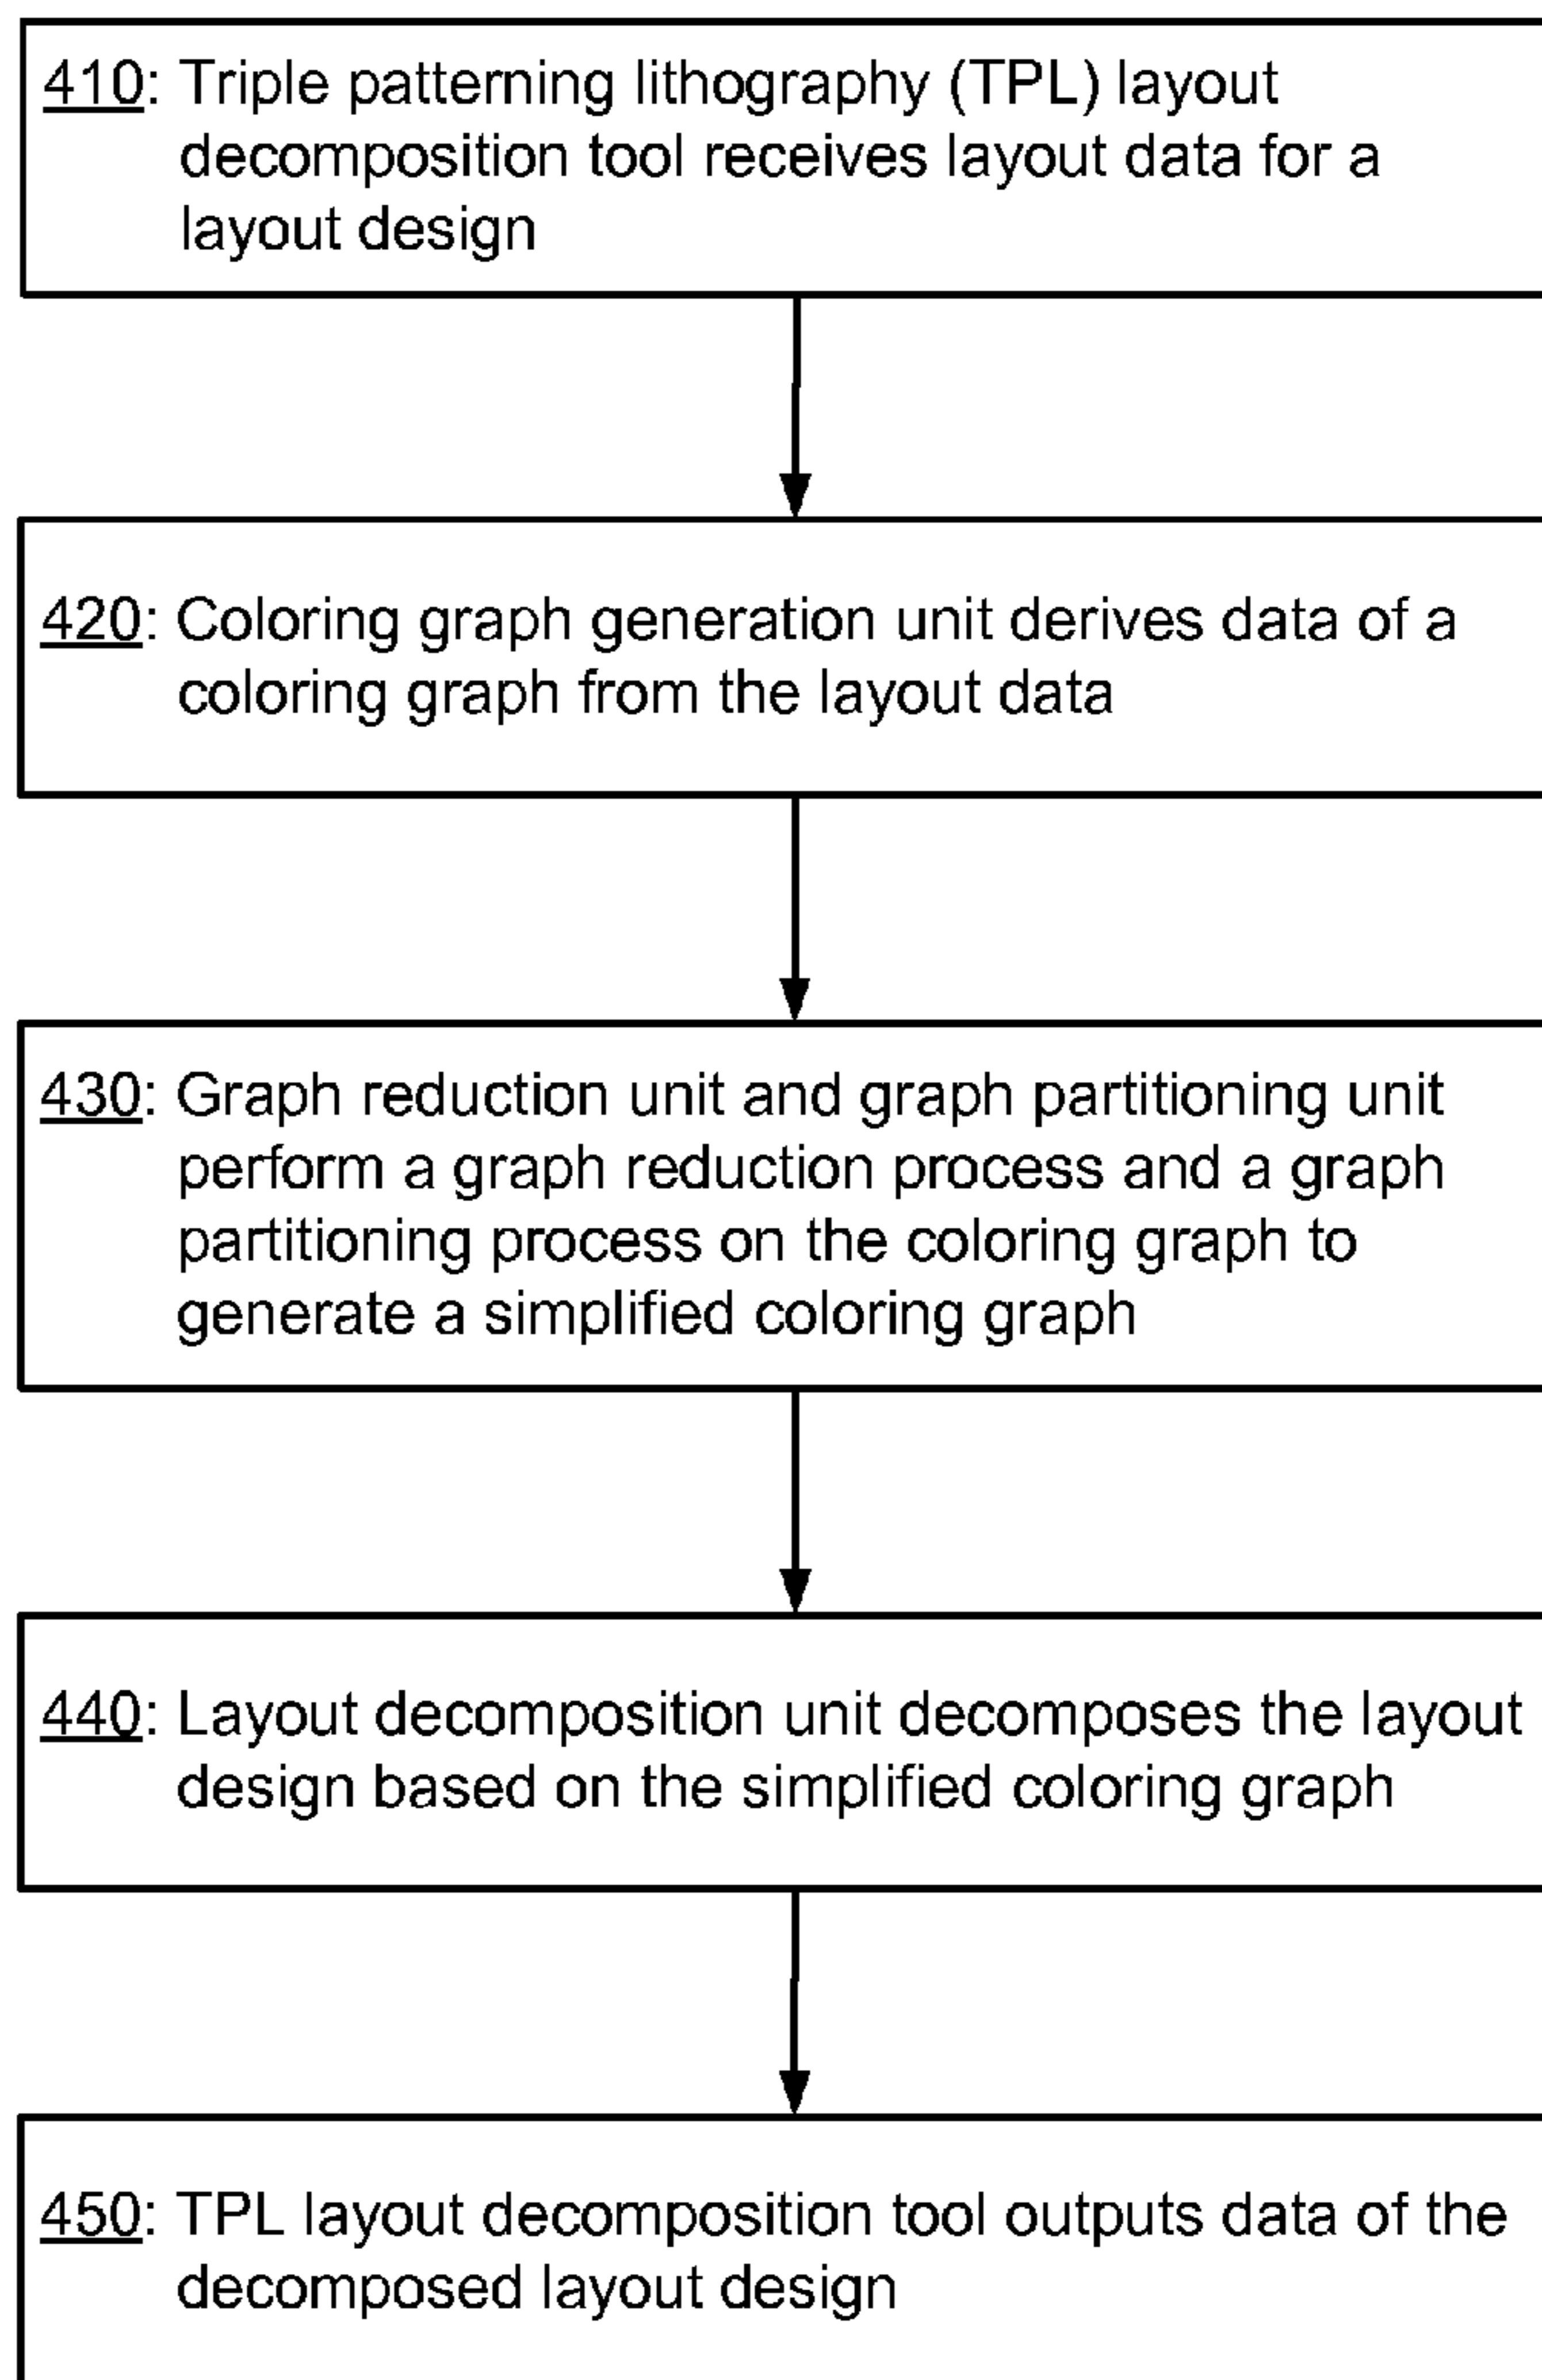 410: Triple patterning lithography (TPL) layout
decomposition tool receives layout data for a
layout design
420: Coloring graph generation unit derives data of a
coloring graph from the layout data
430: Graph reduction unit and graph partitioning unit
perform a graph reduction process and a graph
partitioning process on the coloring graph to
generate a simplified coloring graph
440: Layout decomposition unit decomposes the layout
design based on the simplified coloring graph
450: TPL layout decomposition tool outputs data of the
decomposed layout design